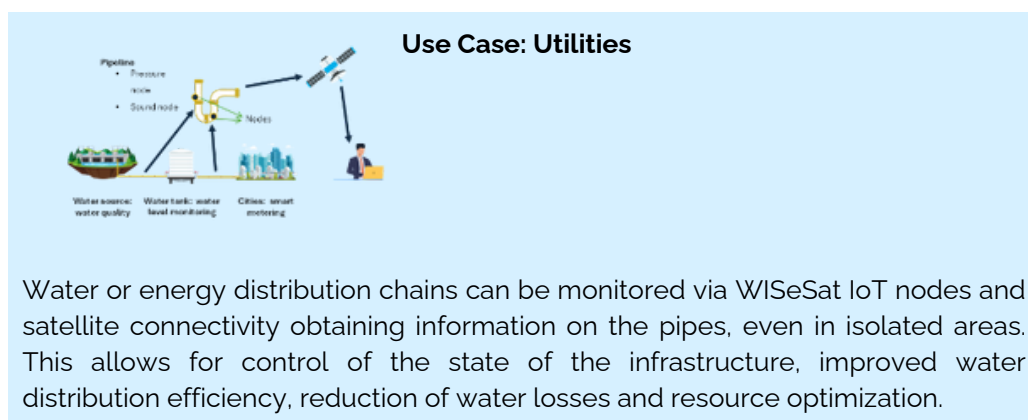 Use Case: Utilities
Pipeline
• Pressure
node
• Sound node
Nodes
Water source:
water quality
Water tank: water
level monitoring
Cities: smart
metering
Water or energy distribution chains can be monitored via WISeSat IoT nodes and
satellite connectivity obtaining information on the pipes, even in isolated areas.
This allows for control of the state of the infrastructure, improved water
distribution efficiency, reduction of water losses and resource optimization.